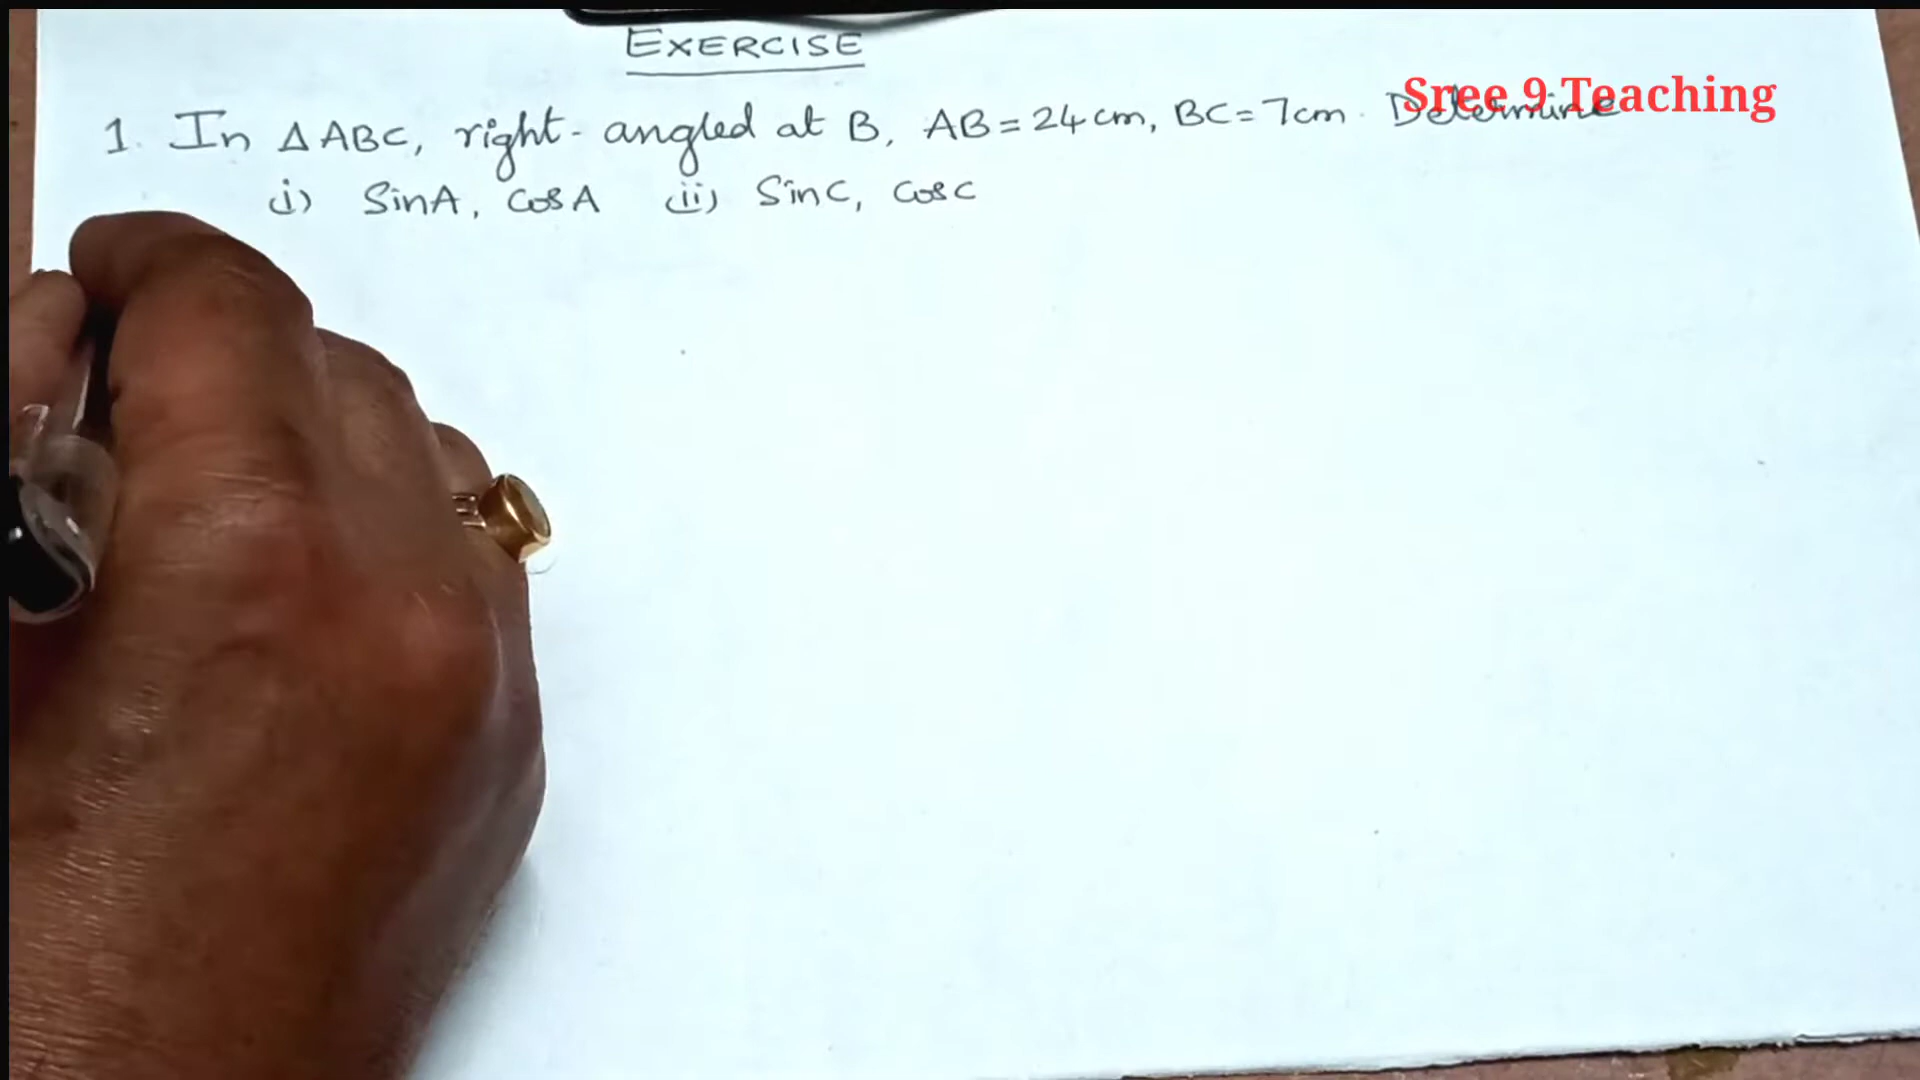 EXERCISE
Sree 9 Teaching
1. In ∆ ABC, right-angled at B, AB = 24 cm, BC = 7cm. Determine
(i) SinA, CosA (ii) SinC, CosC